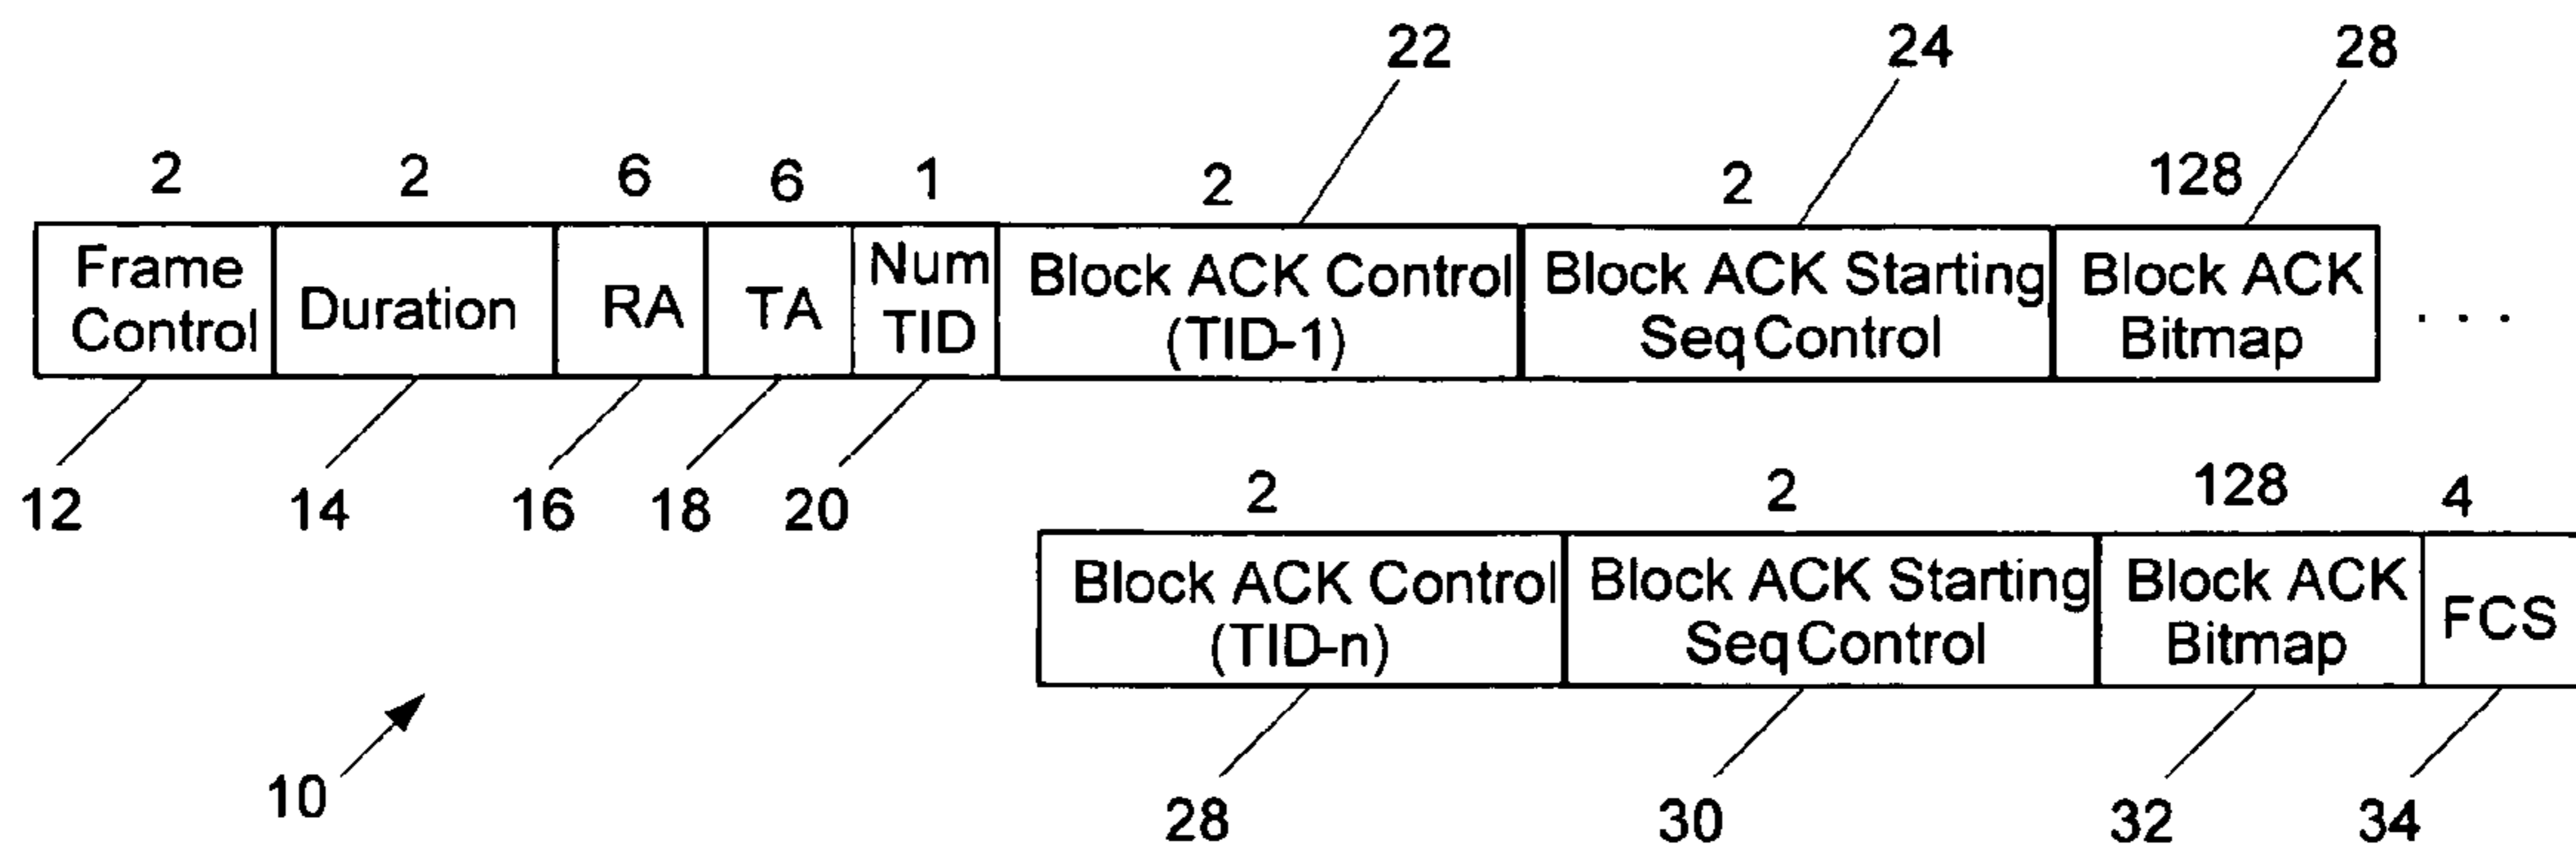 22 24 28
2 2 6 6 1 2 2 128
Frame Control Duration RA TA Num TID Block ACK Control (TID-1) Block ACK Starting Seq Control Block ACK Bitmap . . .
12 14 16 18 20
2 2 128 4
Block ACK Control (TID-n) Block ACK Starting Seq Control Block ACK Bitmap FCS
10
28 30 32 34